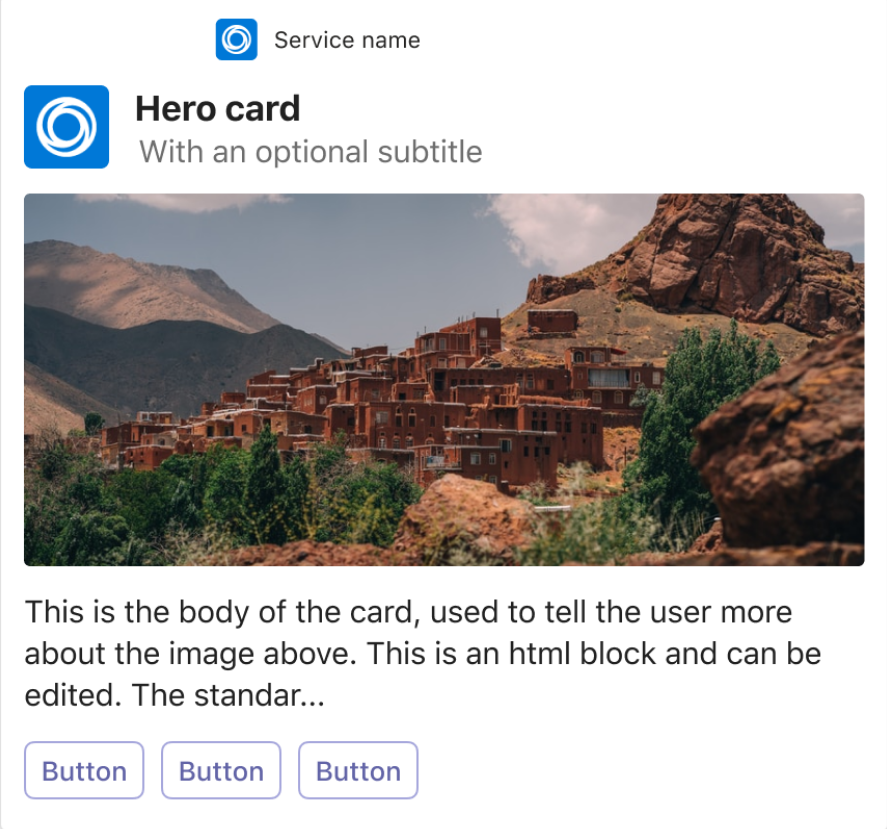 Service name
Hero card
With an optional subtitle
This is the body of the card, used to tell the user more
about the image above. This is an html block and can be
edited. The standar...
Button Button Button